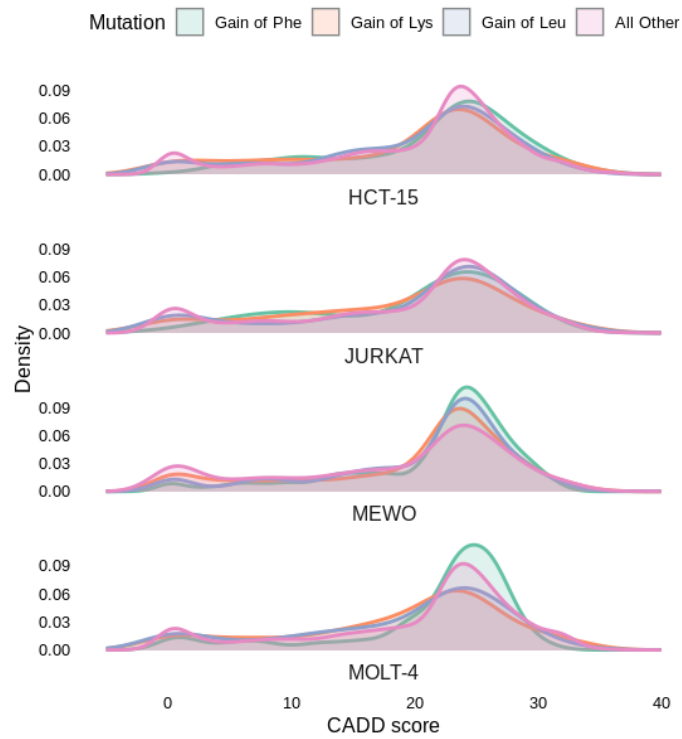 Mutation Gain of Phe Gain of Lys Gain of Leu All Other
0.09
0.06
0.03
0.00
HCT-15
0.09
0.06
0.03
0.00
JURKAT
Density
0.09
0.06
0.03
0.00
MEWO
0.09
0.06
0.03
0.00
MOLT-4
0 10 20 30 40
CADD score